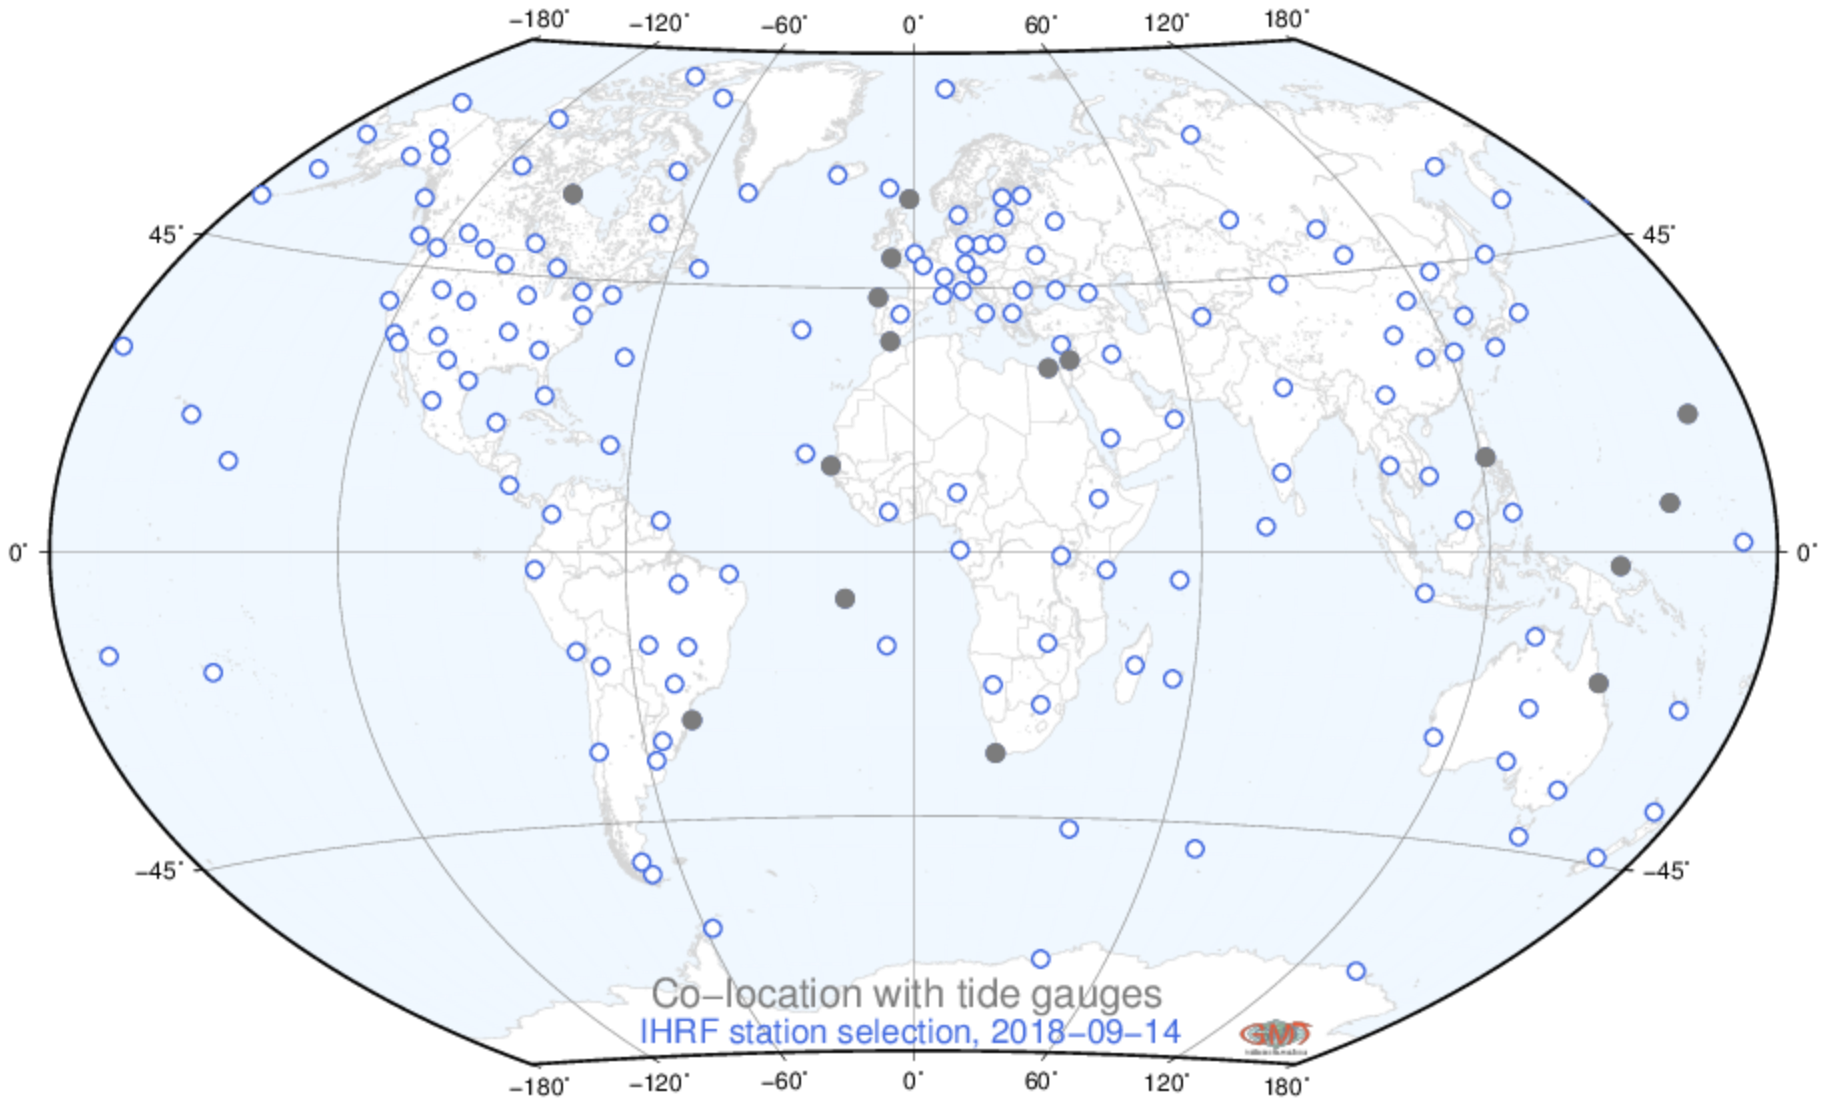 −180° −120° −60° 0° 60° 120° 180°
45° 45°
0° 0°
−45° −45°
Co−location with tide gauges
IHRF station selection, 2018−09−14
GMT
−180° −120° −60° 0° 60° 120° 180°